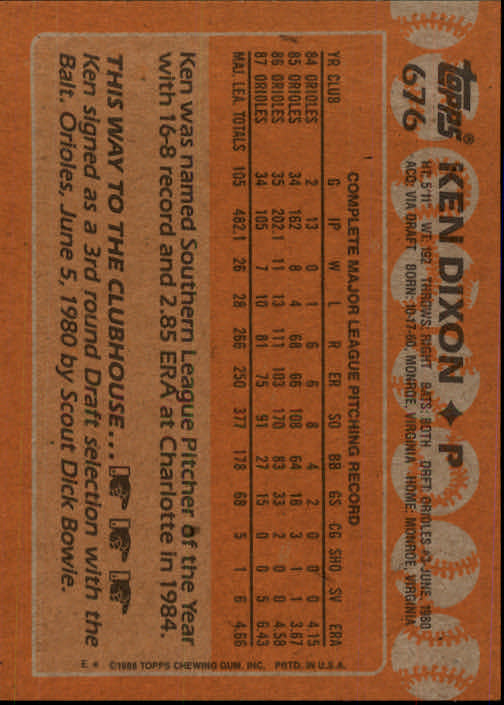 Topps®
676 KEN DIXON ♦ P
HT: 5'11" WT: 192 THROWS: RIGHT BATS: BOTH DRFT: ORIOLES #3-JUNE, 1980
ACQ: VIA DRAFT BORN: 10-17-60, MONROE, VIRGINIA HOME: MONROE, VIRGINIA
COMPLETE MAJOR LEAGUE PITCHING RECORD
YR CLUB G IP W L R ER SO BB GS CG SHO SV ERA
84 ORIOLES 2 13 0 1 6 6 8 4 2 0 0 0 4.15
85 ORIOLES 34 162 8 4 68 66 108 64 18 3 1 1 3.67
86 ORIOLES 35 202.1 11 13 111 103 170 83 33 2 0 0 4.58
87 ORIOLES 34 105 7 10 81 75 91 27 15 0 0 5 6.43
MAJ. LEA. TOTALS 105 482.1 26 28 266 250 377 178 68 5 1 6 4.66
Ken was named Southern League Pitcher of the Year
with 16-8 record and 2.85 ERA at Charlotte in 1984.
THIS WAY TO THE CLUBHOUSE...
Ken signed as a 3rd round Draft selection with the
Balt. Orioles, June 5, 1980 by Scout Dick Bowie.
E * ©1988 TOPPS CHEWING GUM, INC. PRTD. IN U.S.A.